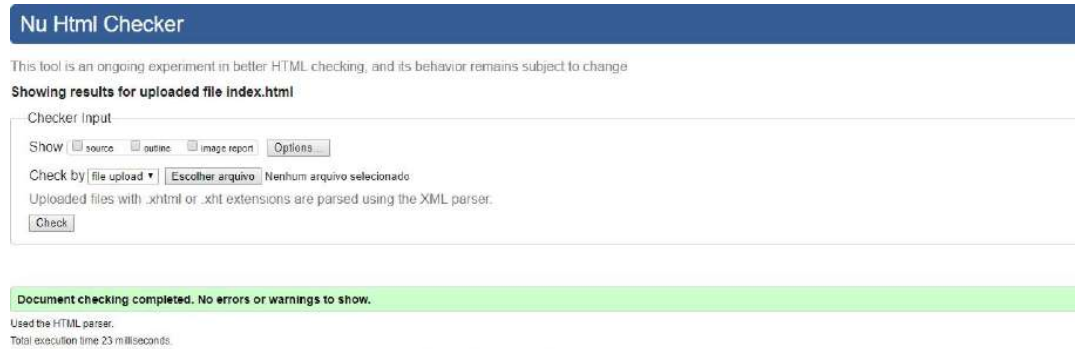 Nu Html Checker
This tool is an ongoing experiment in better HTML checking, and its behavior remains subject to change
Showing results for uploaded file index.html
Checker Input
Show source outline image report Options...
Check by file upload Escolher arquivo Nenhum arquivo selecionado
Uploaded files with .xhtml or .xht extensions are parsed using the XML parser.
Check
Document checking completed. No errors or warnings to show.
Used the HTML parser.
Total execution time 23 milliseconds.